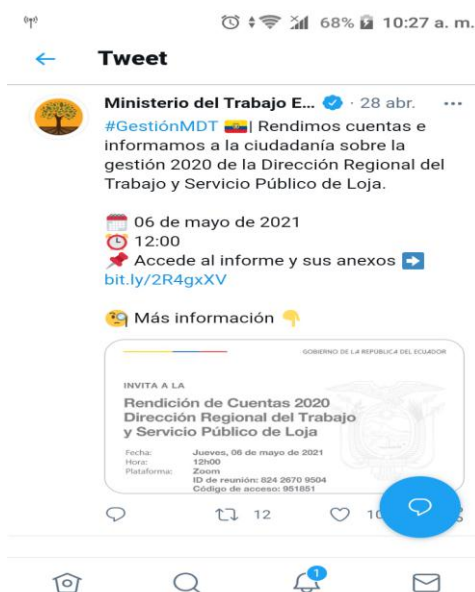 68% 10:27 a. m.
Tweet
Ministerio del Trabajo E... · 28 abr. ...
#GestiónMDT 🇪🇨| Rendimos cuentas e
informamos a la ciudadanía sobre la
gestión 2020 de la Dirección Regional del
Trabajo y Servicio Público de Loja.
06 de mayo de 2021
12:00
Accede al informe y sus anexos ➡
bit.ly/2R4gxXV
Más información
GOBIERNO DE LA REPÚBLICA DEL ECUADOR
INVITA A LA
Rendición de Cuentas 2020
Dirección Regional del Trabajo
y Servicio Público de Loja
Fecha: Jueves, 06 de mayo de 2021
Hora: 12h00
Plataforma: Zoom
ID de reunión: 824 2670 9504
Código de acceso: 951851
12
1